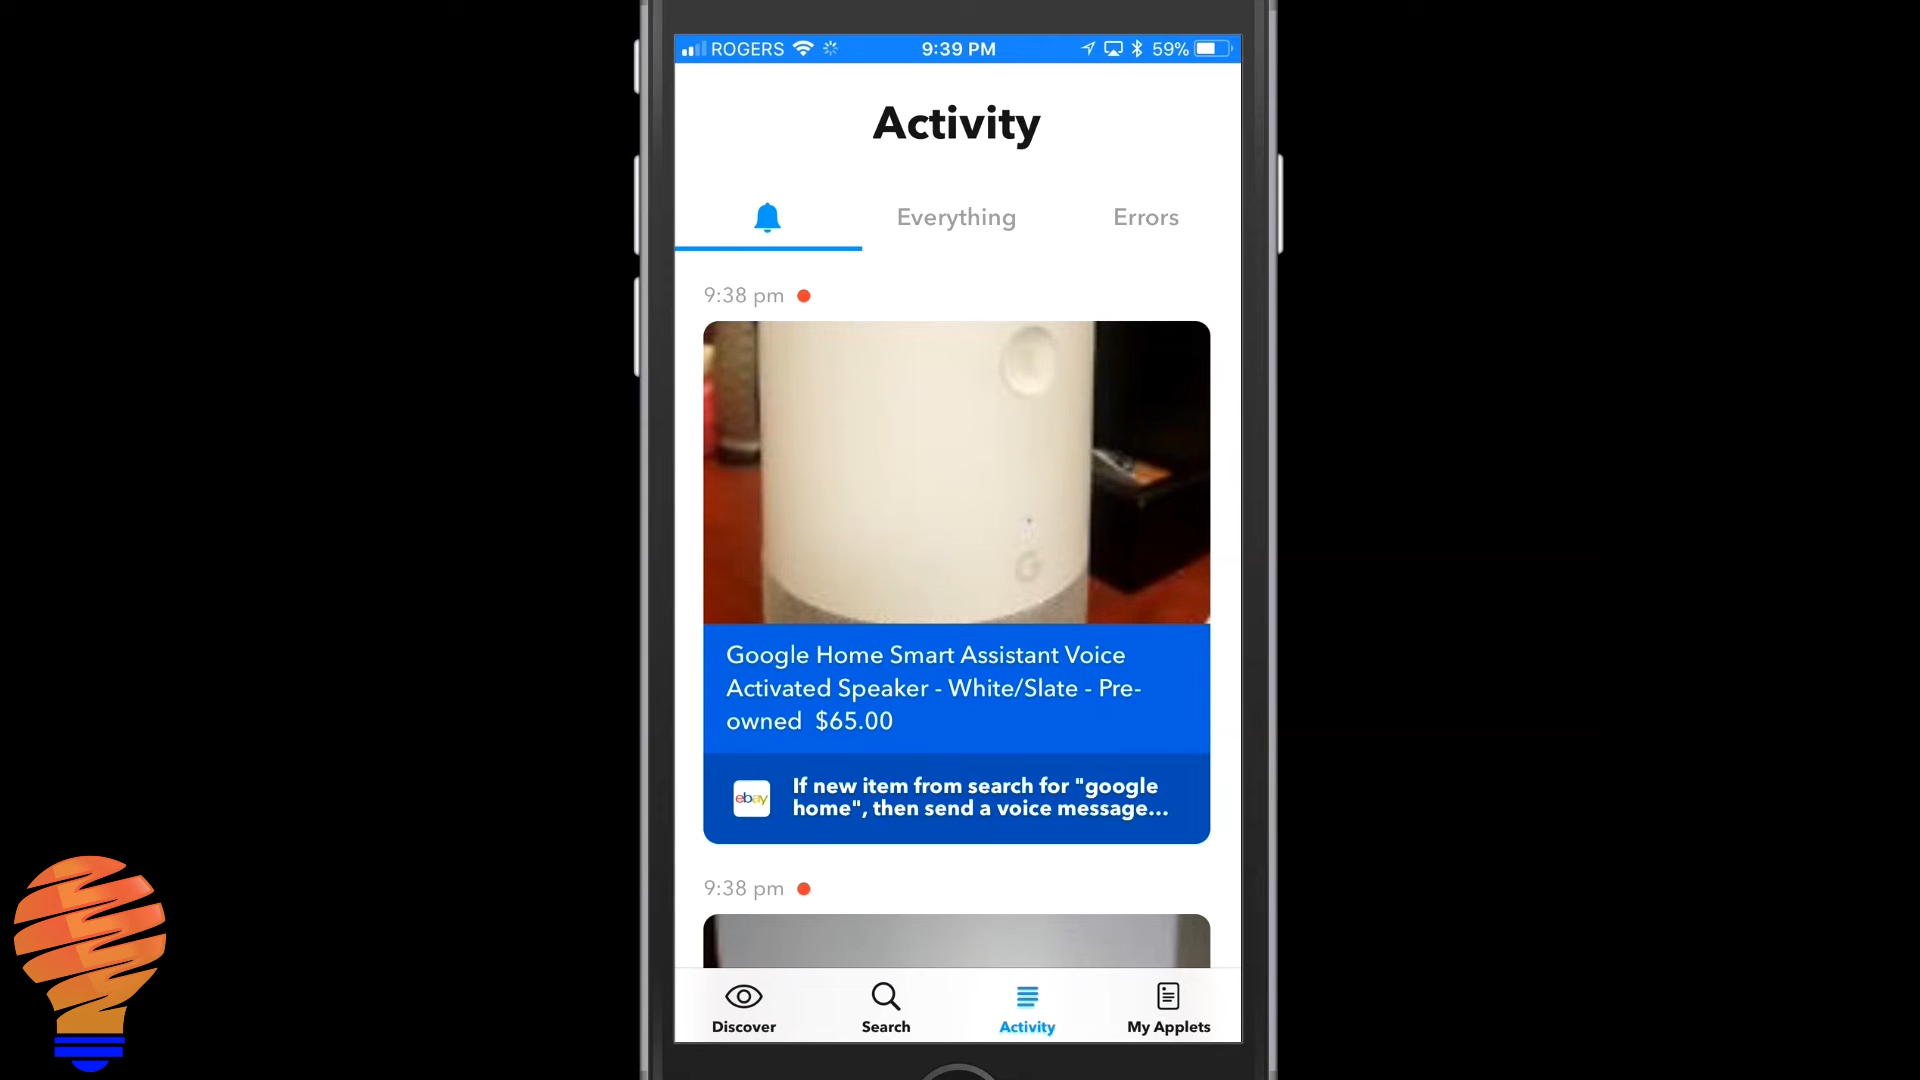 ROGERS 9:39 PM 59%
Activity
Everything Errors
9:38 pm
G
Google Home Smart Assistant Voice
Activated Speaker - White/Slate - Pre-
owned $65.00
ebay
If new item from search for "google
home", then send a voice message...
9:38 pm
Discover Search Activity My Applets